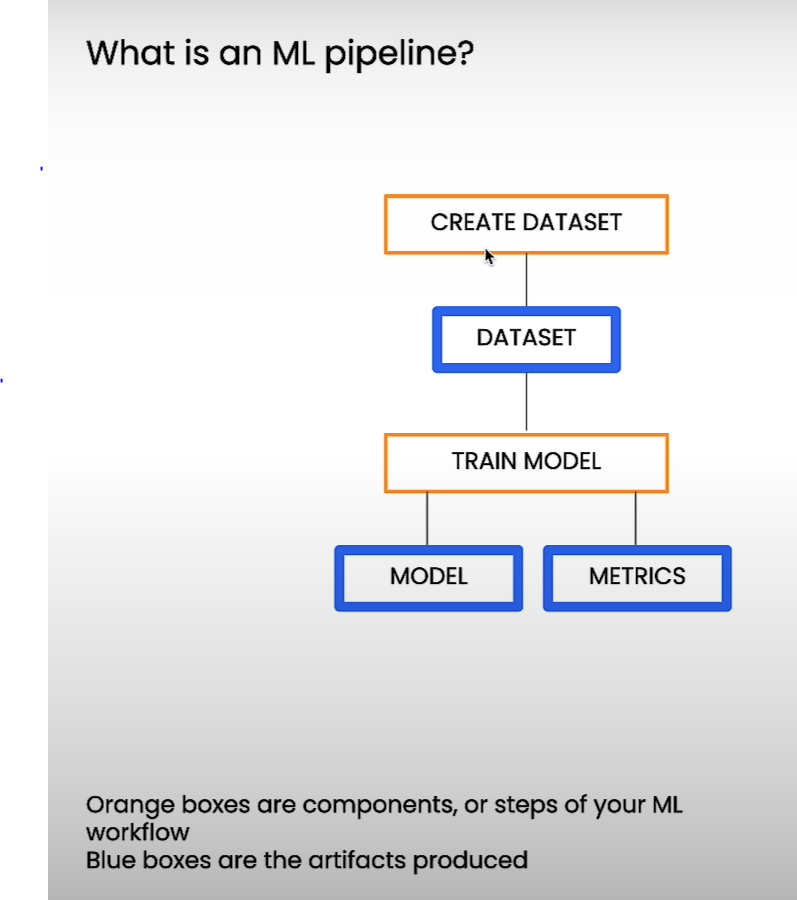 What is an ML pipeline?
CREATE DATASET
DATASET
TRAIN MODEL
MODEL
METRICS
Orange boxes are components, or steps of your ML
workflow
Blue boxes are the artifacts produced